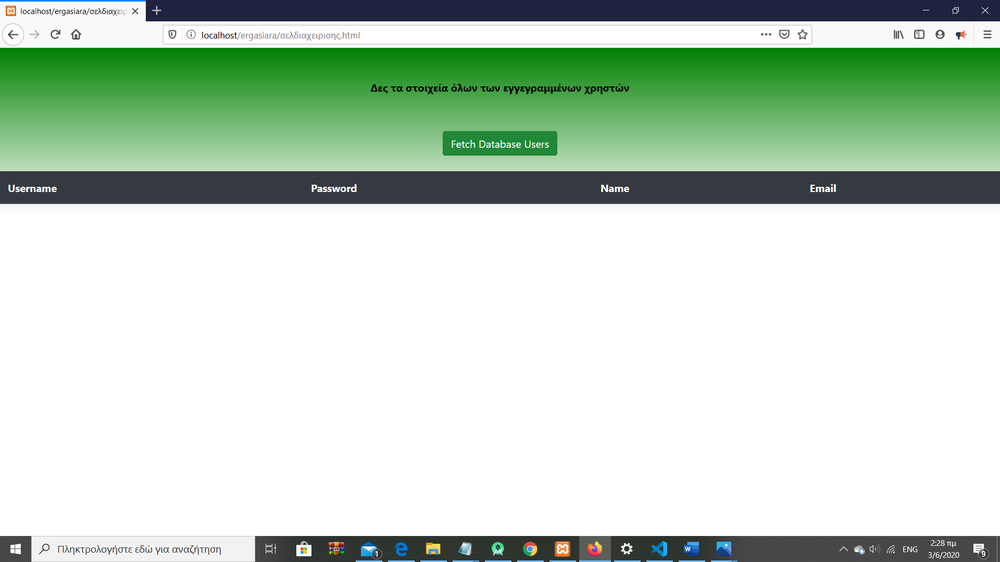 localhost/ergasiara/σελδιαχειρ
localhost/ergasiara/σελδιαχειρισης.html
Δες τα στοιχεία όλων των εγγεγραμμένων χρηστών
Fetch Database Users
Username Password Name Email
Πληκτρολογήστε εδώ για αναζήτηση
1
W
ENG
2:28 πμ
3/6/2020
9